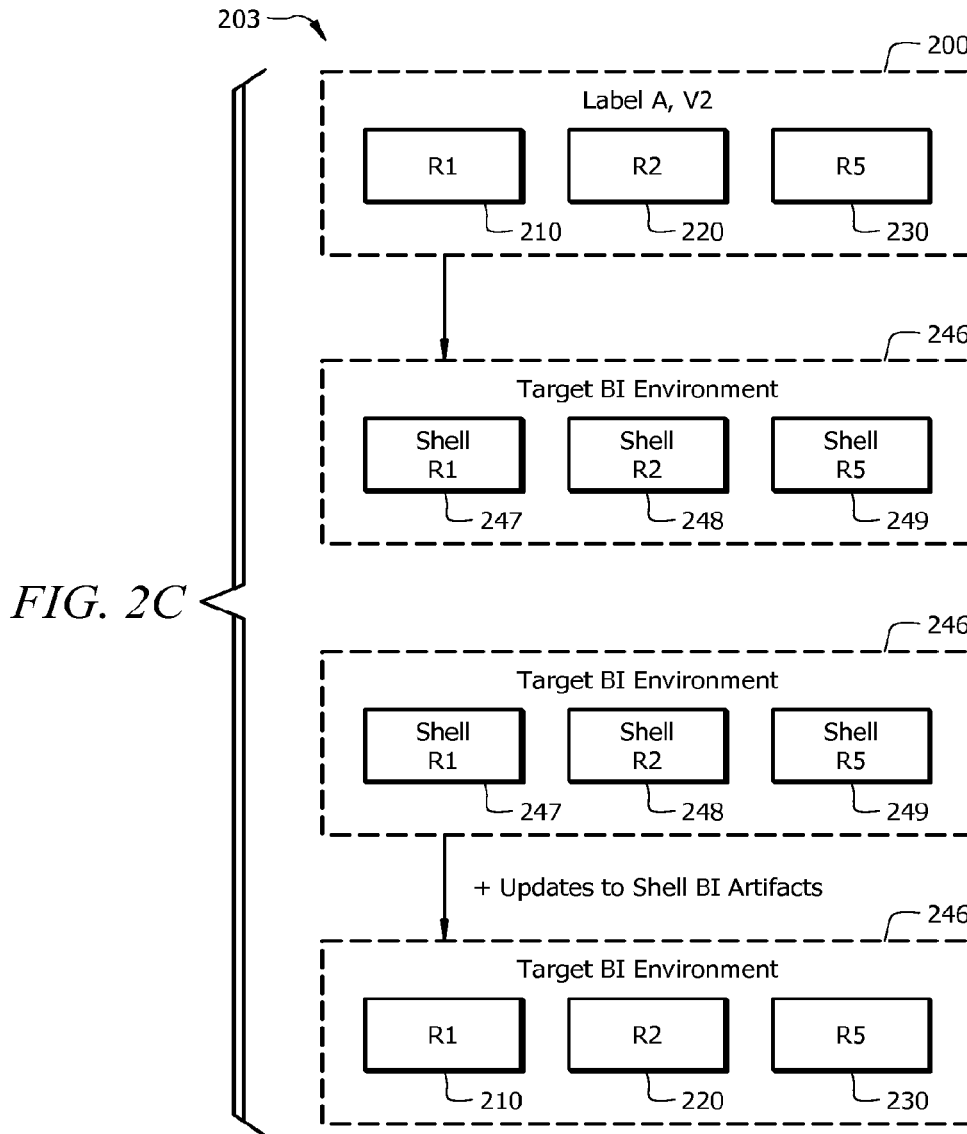 203
200
Label A, V2
R1
R2
R5
210
220
230
246
Target BI Environment
Shell
R1
Shell
R2
Shell
R5
247
248
249
FIG. 2C
246
Target BI Environment
Shell
R1
Shell
R2
Shell
R5
247
248
249
+ Updates to Shell BI Artifacts
246
Target BI Environment
R1
R2
R5
210
220
230